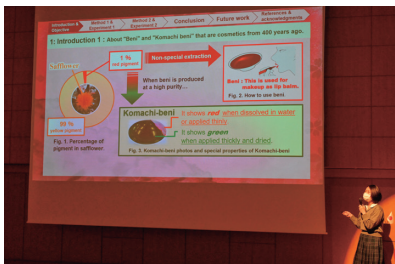 Introduction & Objective
Method 1 & Experiment 1
Method 2 & Experiment 2
Conclusion
Future work
References & acknowledgments
1: Introduction 1 : About "Beni" and "Komachi beni" that are cosmetics from 400 years ago.
Safflower
1 %
red pigment
Non-special extraction
When beni is produced
at a high purity…
99 %
yellow pigment
Fig. 1. Percentage of
pigment in safflower
Beni : This is used for
makeup as lip balm.
Fig. 2. How to use beni.
Komachi-beni
It shows red when dissolved in water
or applied thinly.
It shows green
when applied thickly and dried.
Fig. 3. Komachi-beni photos and special properties of Komachi-beni